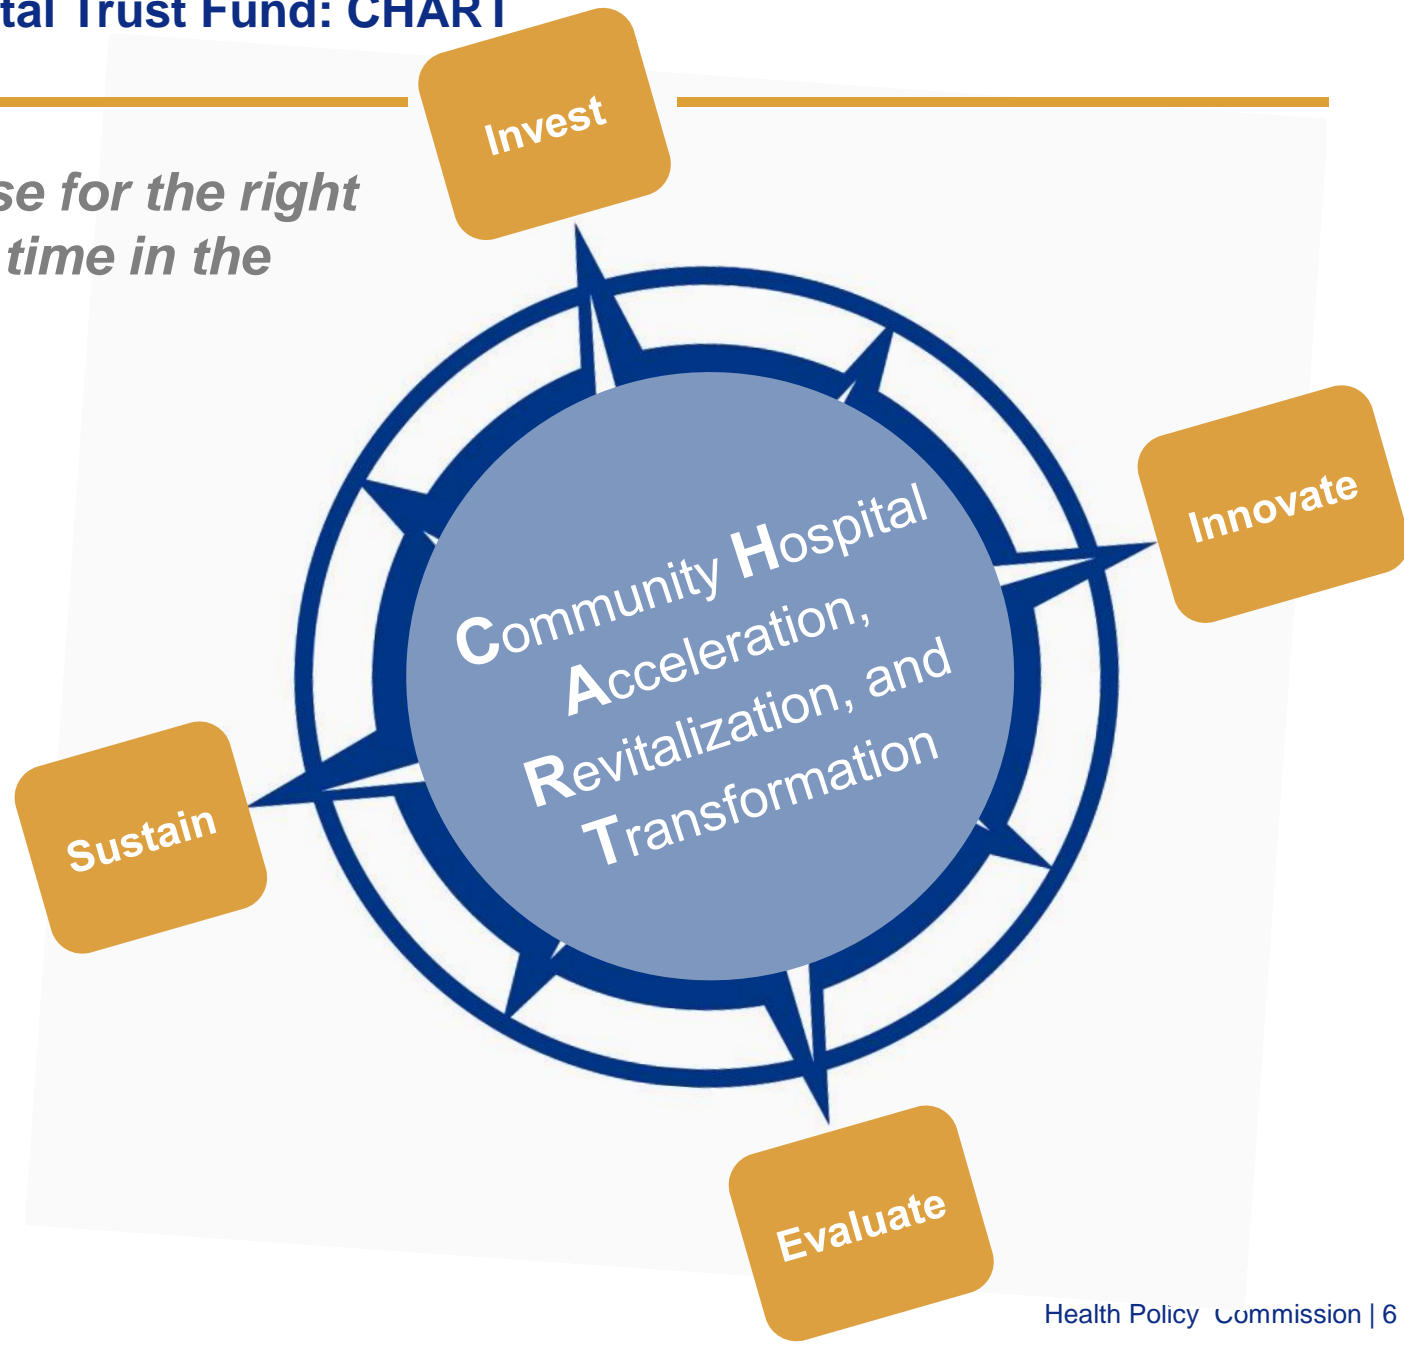 tal Trust Fund: CHART
Invest
se for the right
time in the
Innovate
Community Hospital
Acceleration,
Revitalization, and
Transformation
Sustain
Evaluate
Health Policy Commission | 6